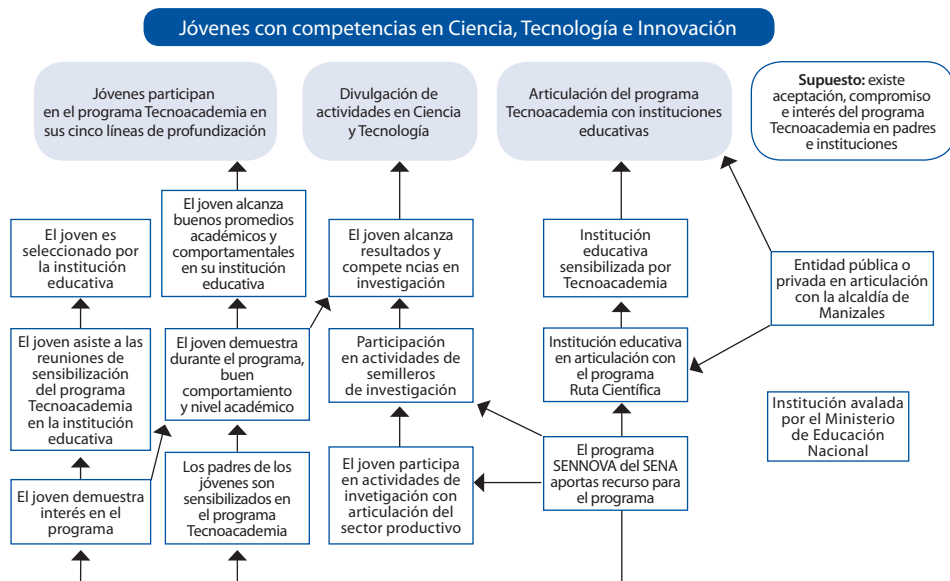 Jóvenes con competencias en Ciencia, Tecnología e Innovación
Jóvenes participan
en el programa Tecnoacademia en
sus cinco líneas de profundización
Divulgación de
actividades en Ciencia
y Tecnología
Articulación del programa
Tecnoacademia con instituciones
educativas
Supuesto: existe
aceptación, compromiso
e interés del programa
Tecnoacademia en padres
e instituciones
El joven es
seleccionado por
la institución
educativa
El joven alcanza
buenos promedios
académicos y
comportamentales
en su institución
educativa
El joven alcanza
resultados y
compete ncias en
investigación
Institución
educativa
sensibilizada por
Tecnoacademia
Entidad pública o
privada en articulación
con la alcaldía de
Manizales
El joven asiste a las
reuniones de
sensibilización
del programa
Tecnoacademia
en la institución
educativa
El joven demuestra
durante el programa,
buen
comportamiento
y nivel académico
Participación
en actividades de
semilleros
de investigación
Institución educativa
en articulación con
el programa
Ruta Científica
Institución avalada
por el Ministerio
de Educación
Nacional
El joven demuestra
interés en el
programa
Los padres de los
jóvenes son
sensibilizados en
el programa
Tecnoacademia
El joven participa
en actividades de
invetigación con
articulación del
sector productivo
El programa
SENNOVA del SENA
aportas recurso para
el programa